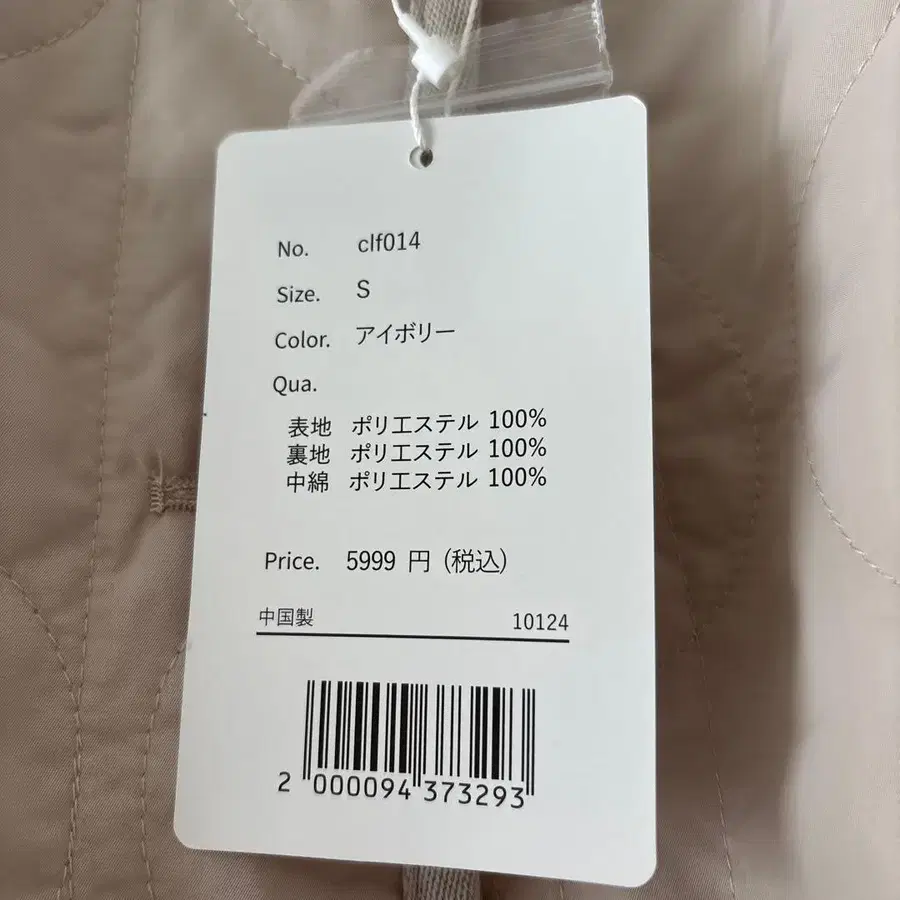 No. clf014
Size. S
Color. アイボリー
Qua.
表地 ポリエステル 100%
裏地 ポリエステル 100%
中綿 ポリエステル 100%
Price. 5999 円 (税込)
中国製 10124
2 000094 373293